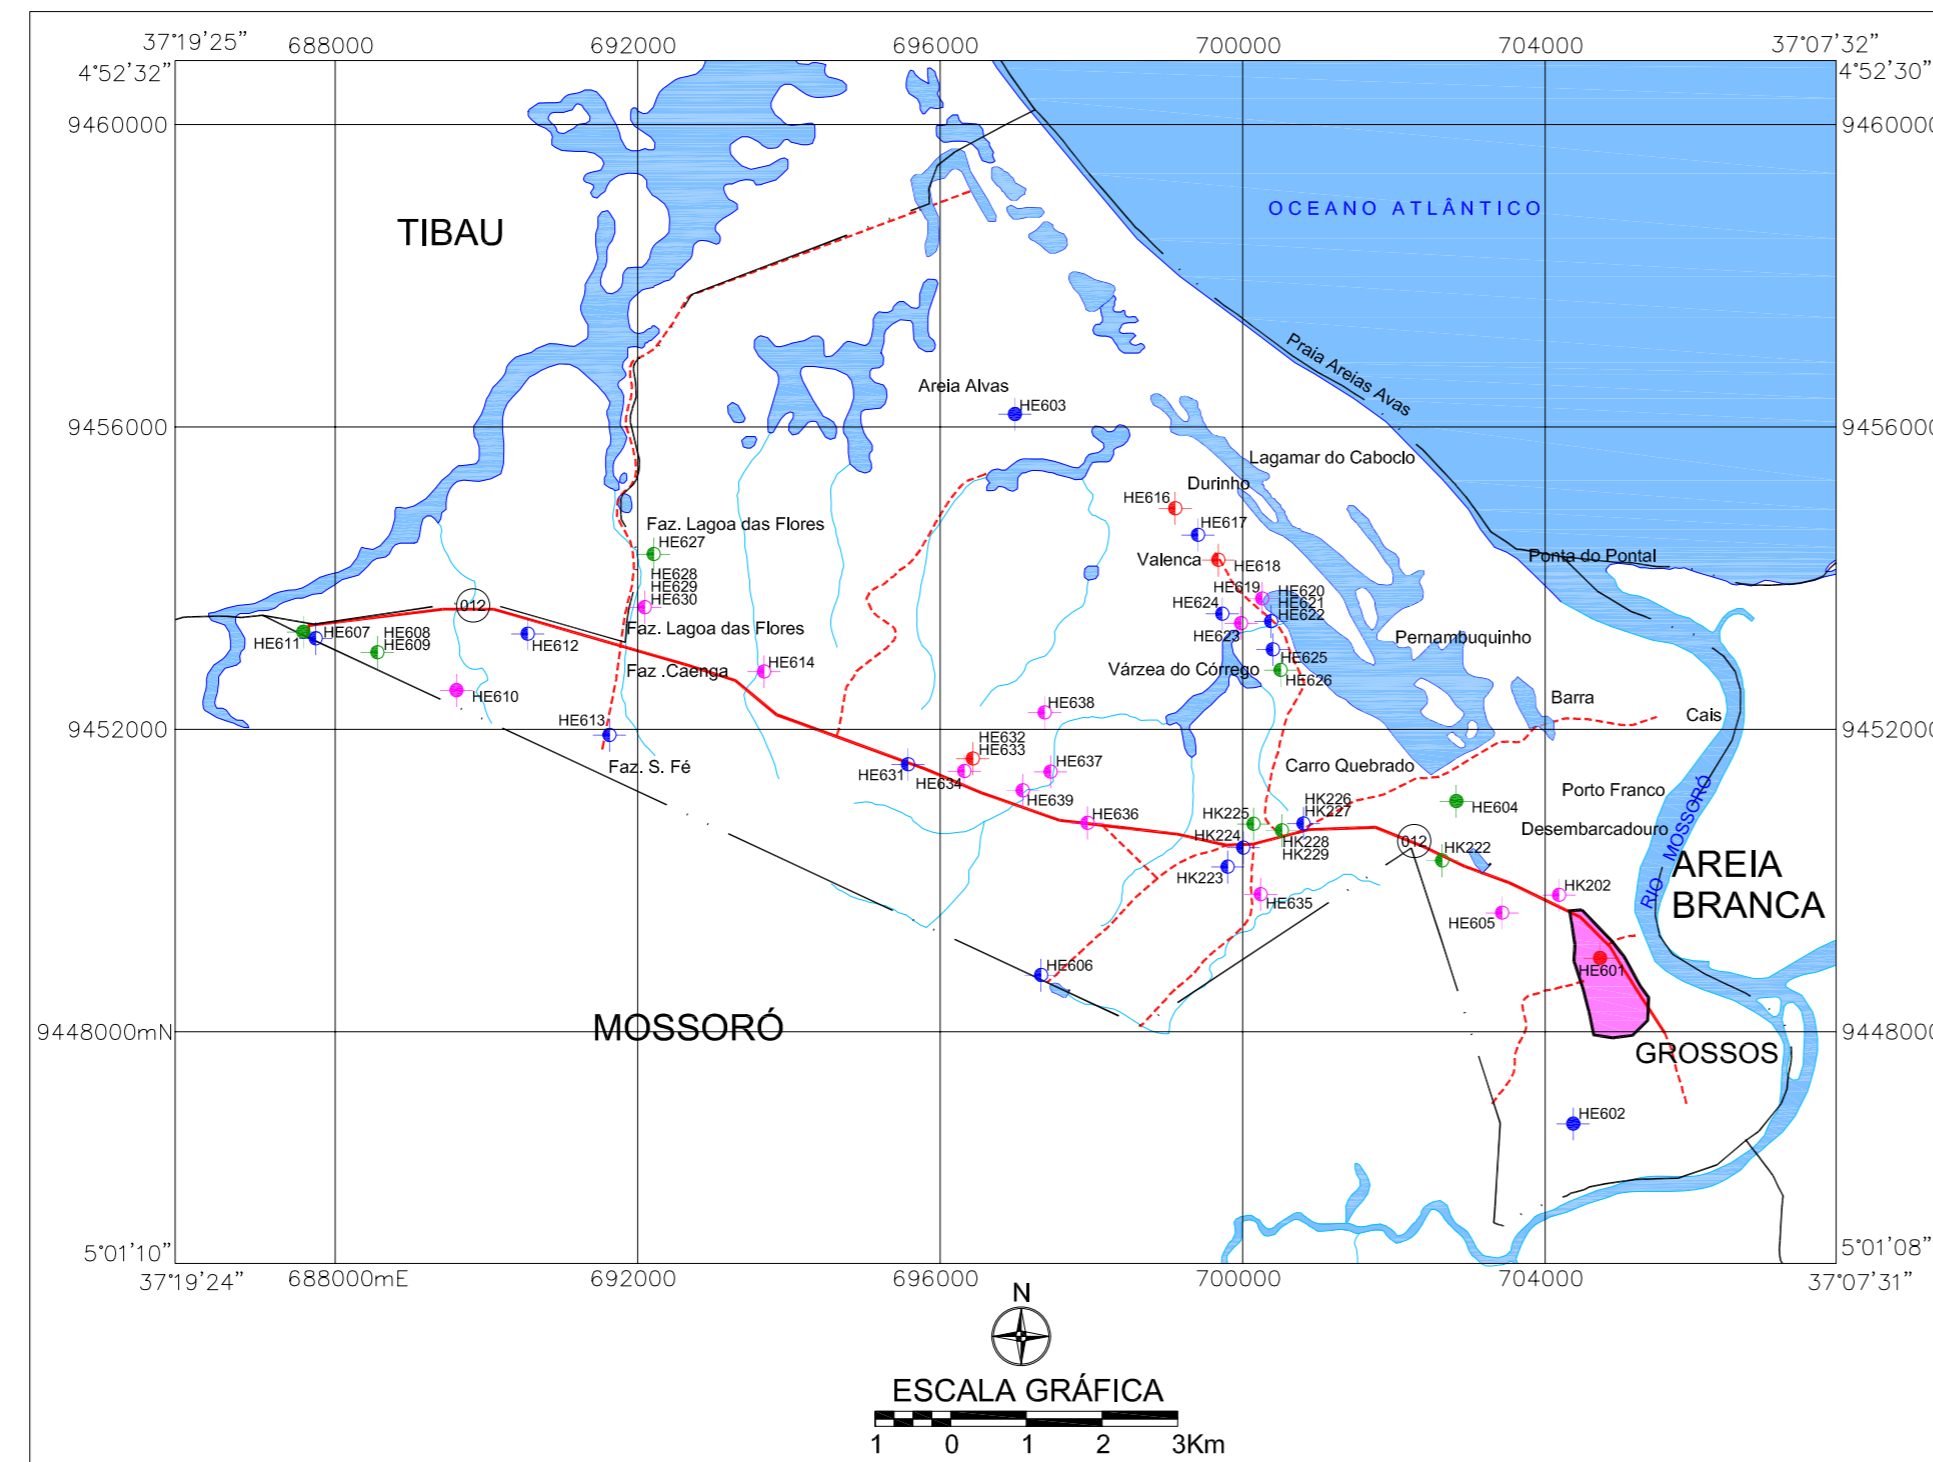 37°19'25"
688000
692000
696000
700000
704000
37°07'32"
4°52'32"
4°52'30"
9460000
9460000
TIBAU
OCEANO ATLÂNTICO
Praia Areias Avas
Areia Alvas
HE603
9456000
9456000
Lagamar do Caboclo
Durinho
HE616
HE617
Faz. Lagoa das Flores
HE627
Valenca
HE618
Ponta do Pontal
HE628
HE629
HE630
HE619
HE620
HE621
HE622
HE624
012
HE623
Faz. Lagoa das Flores
HE611
HE607
HE608
HE609
HE612
Pernambuquinho
HE625
HE626
Várzea do Córrego
Faz .Caenga
HE614
HE610
Barra
HE638
Cais
HE613
9452000
9452000
HE632
HE633
Faz. S. Fé
HE631
HE634
HE637
Carro Quebrado
HE639
Porto Franco
HK226
HK227
HE604
HE636
HK225
Desembarcadouro
RIO MOSSORÓ
HK224
HK228
HK229
012
HK222
HK223
AREIA
BRANCA
HK202
HE635
HE605
HE606
HE601
MOSSORÓ
9448000mN
9448000
GROSSOS
HE602
5°01'10"
5°01'08"
37°19'24"
688000mE
692000
696000
700000
704000
37°07'31"
N
ESCALA GRÁFICA
1 0 1 2 3Km